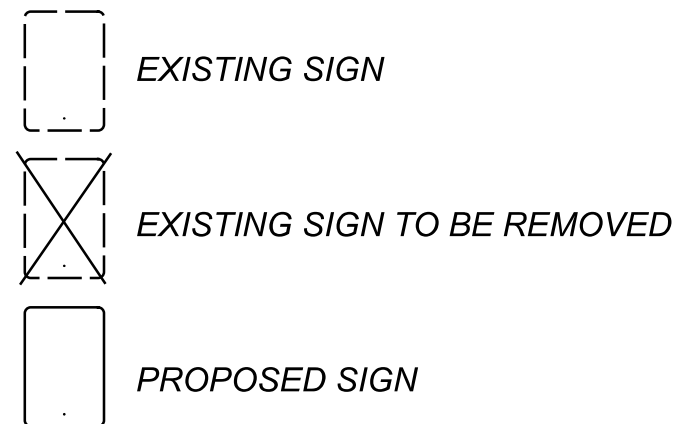 EXISTING SIGN
EXISTING SIGN TO BE REMOVED
PROPOSED SIGN